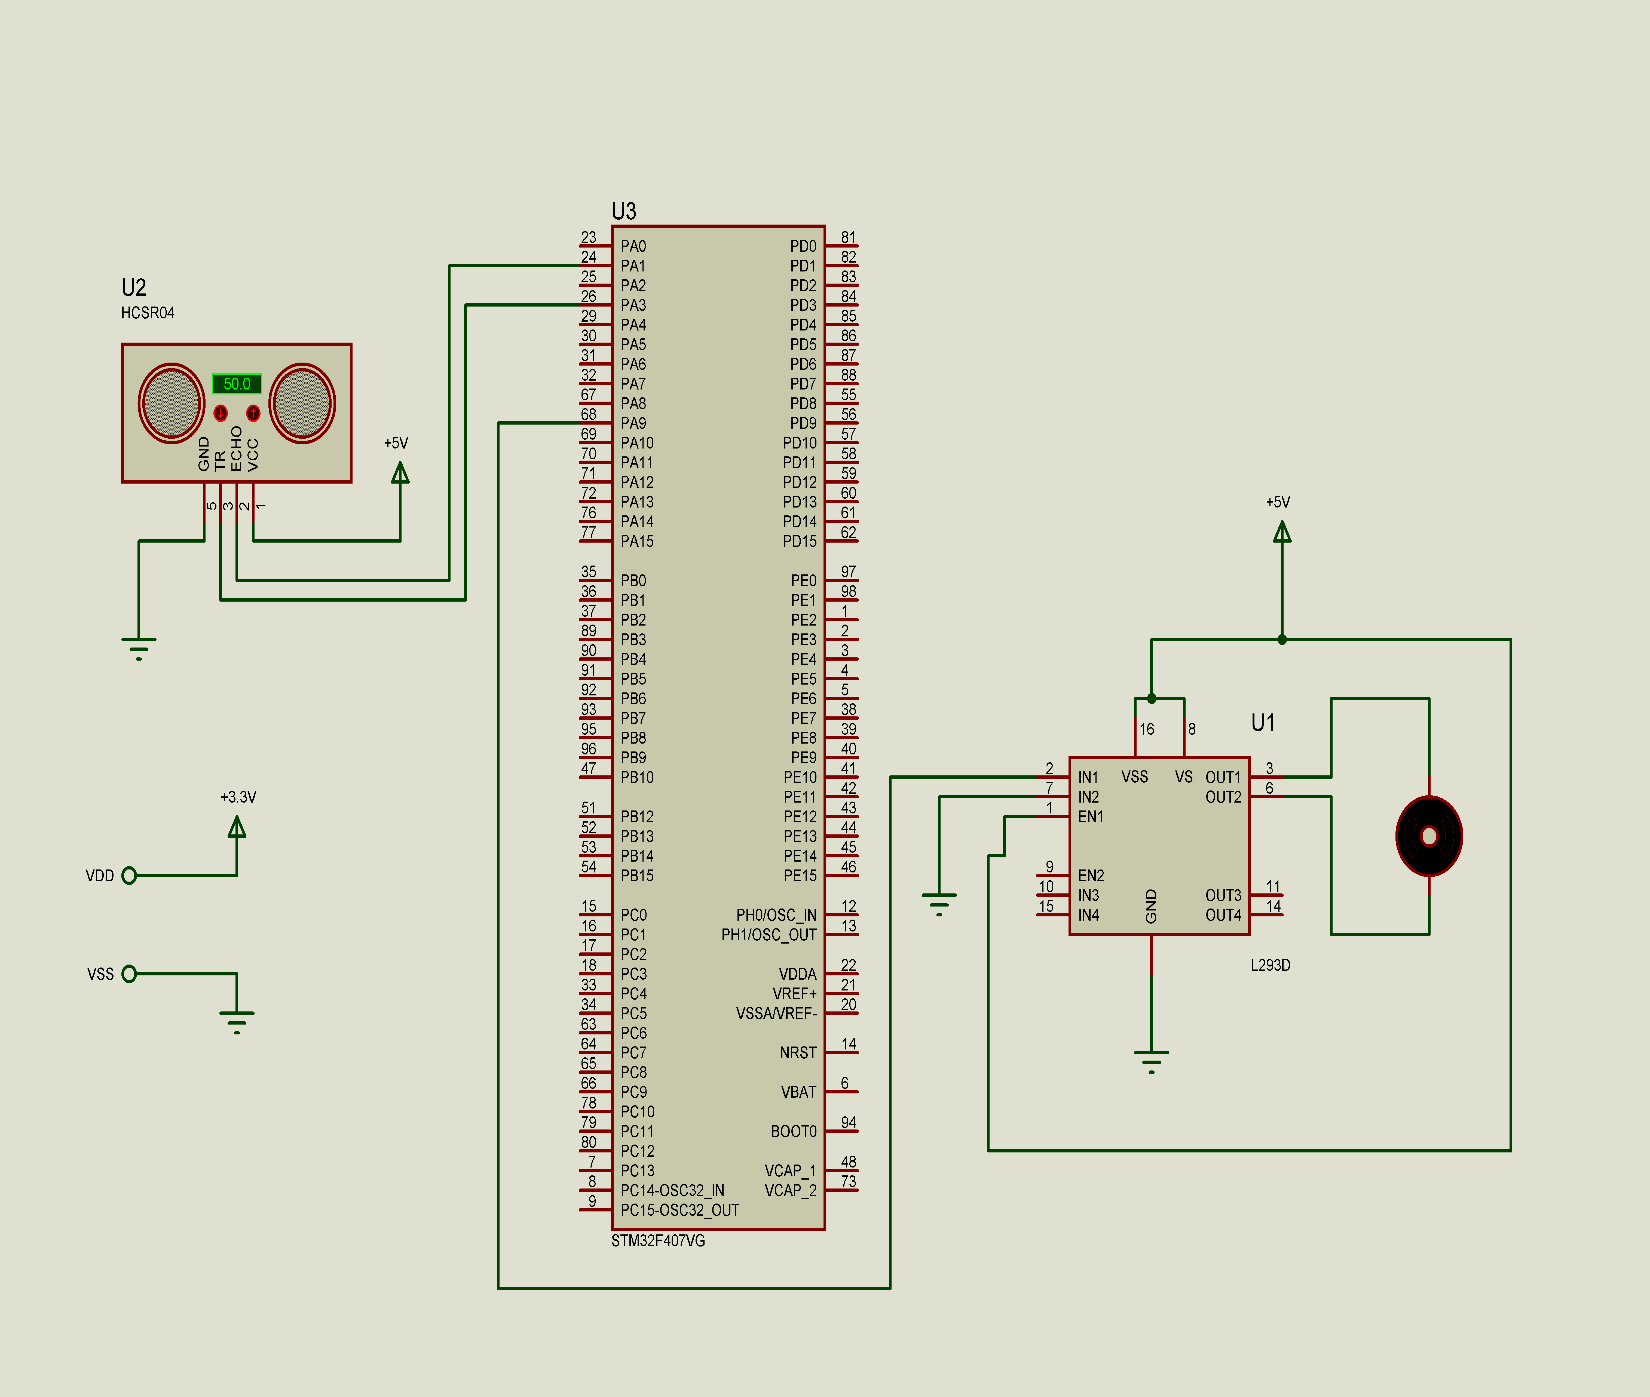 U2
HCSR04
50.0
GND
TR
ECHO
VCC
5
3
2
1
+5V
+3.3V
VDD
VSS
U3
23 PA0 PD0 81
24 PA1 PD1 82
25 PA2 PD2 83
26 PA3 PD3 84
29 PA4 PD4 85
30 PA5 PD5 86
31 PA6 PD6 87
32 PA7 PD7 88
67 PA8 PD8 55
68 PA9 PD9 56
69 PA10 PD10 57
70 PA11 PD11 58
71 PA12 PD12 59
72 PA13 PD13 60
76 PA14 PD14 61
77 PA15 PD15 62
35 PB0 PE0 97
36 PB1 PE1 98
37 PB2 PE2 1
89 PB3 PE3 2
90 PB4 PE4 3
91 PB5 PE5 4
92 PB6 PE6 5
93 PB7 PE7 38
95 PB8 PE8 39
96 PB9 PE9 40
47 PB10 PE10 41
PE11 42
51 PB12 PE12 43
52 PB13 PE13 44
53 PB14 PE14 45
54 PB15 PE15 46
15 PC0 PH0/OSC_IN 12
16 PC1 PH1/OSC_OUT 13
17 PC2
18 PC3 VDDA 22
33 PC4 VREF+ 21
34 PC5 VSSA/VREF- 20
63 PC6
64 PC7 NRST 14
65 PC8
66 PC9 VBAT 6
78 PC10
79 PC11 BOOT0 94
80 PC12
7 PC13 VCAP_1 48
8 PC14-OSC32_IN VCAP_2 73
9 PC15-OSC32_OUT
STM32F407VG
+5V
U1
16 8
2 IN1 VSS VS OUT1 3
7 IN2 OUT2 6
1 EN1
9 EN2
10 IN3 OUT3 11
15 IN4 OUT4 14
GND
L293D